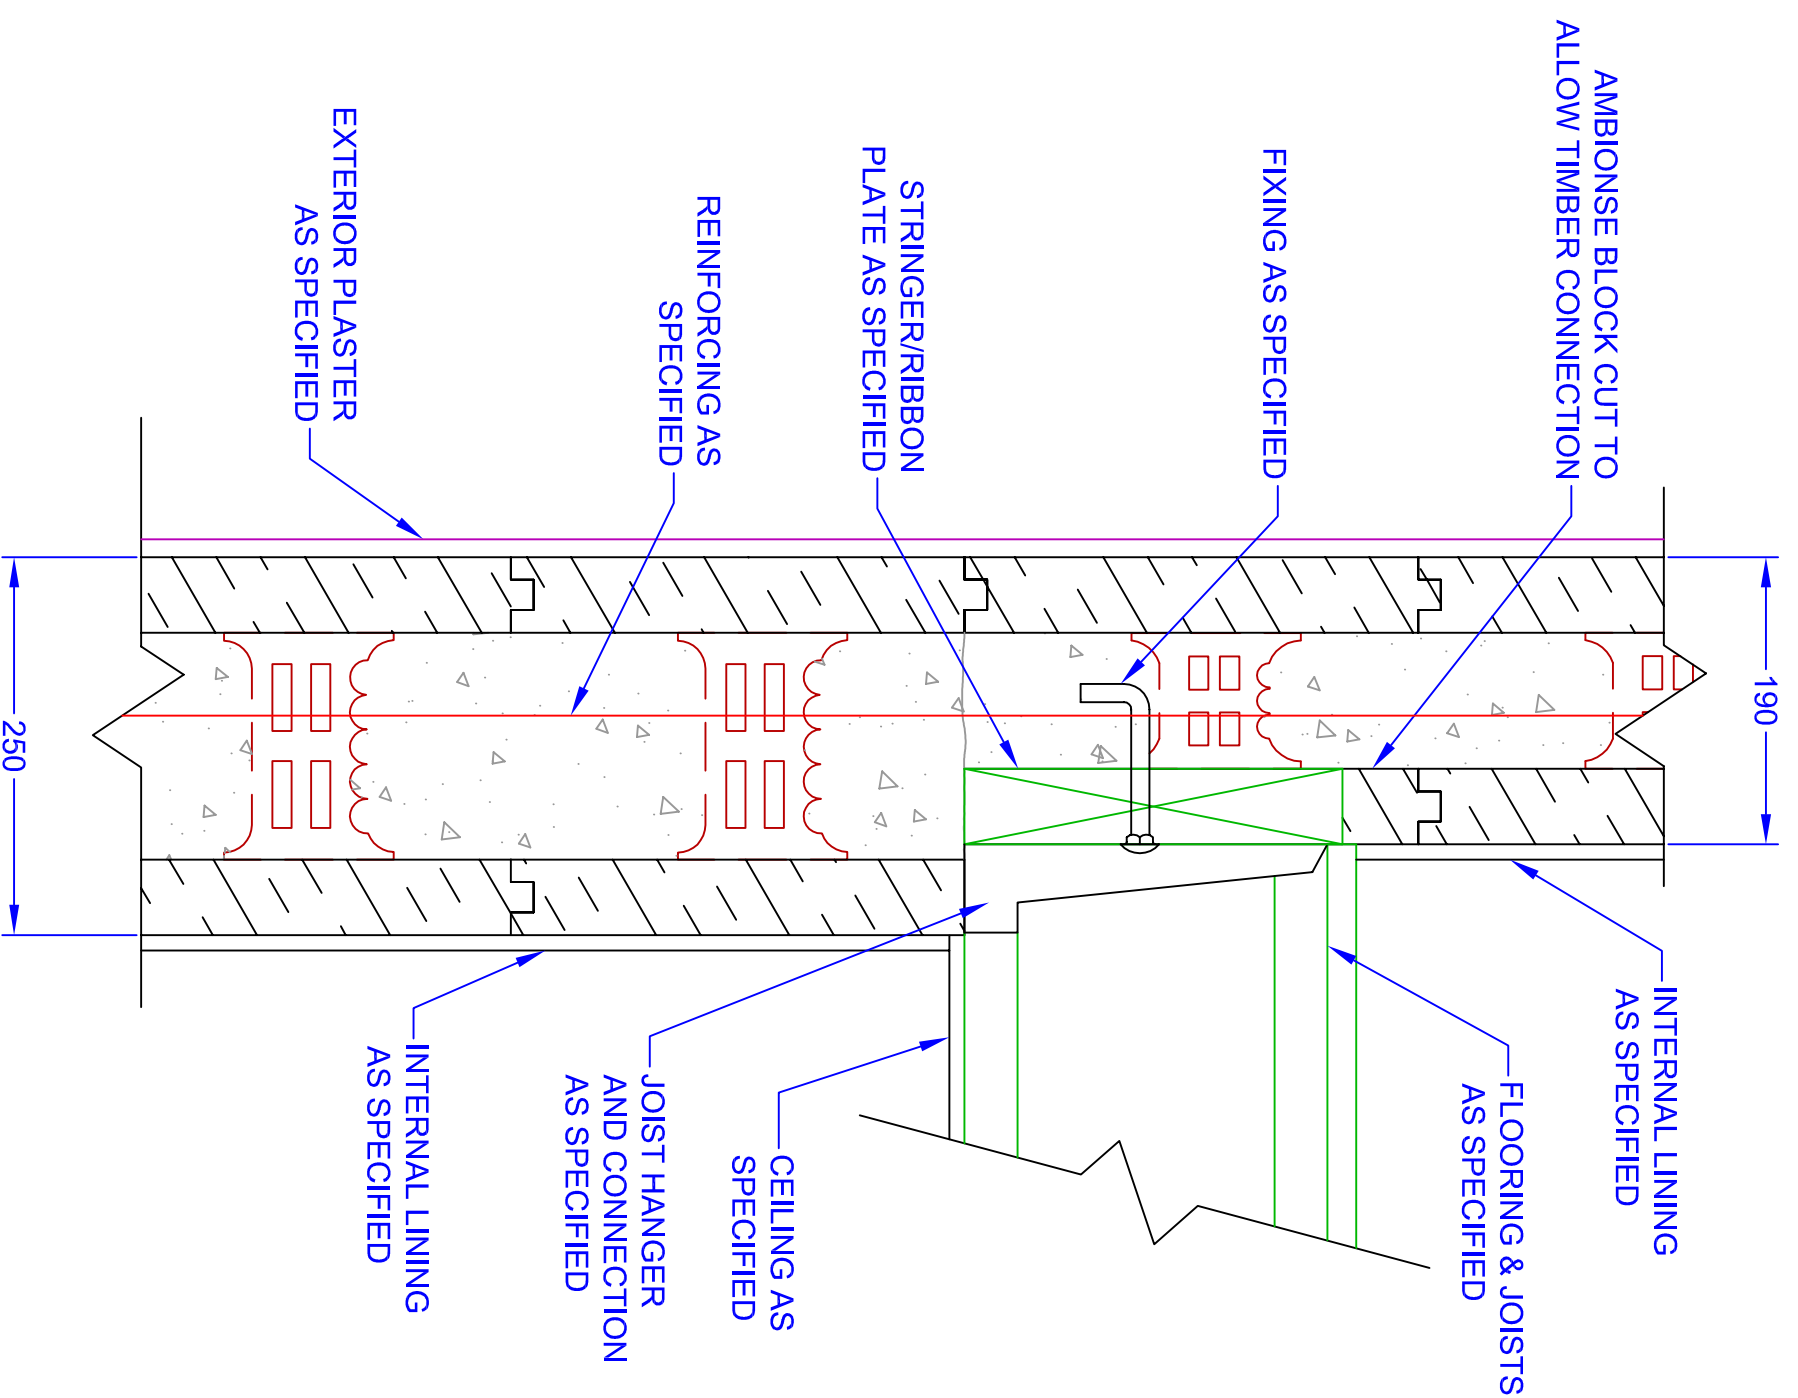 AMBIONSE BLOCK CUT TO
ALLOW TIMBER CONNECTION
FIXING AS SPECIFIED
STRINGER/RIBBON
PLATE AS SPECIFIED
REINFORCING AS
SPECIFIED
EXTERIOR PLASTER
AS SPECIFIED
190
250
INTERNAL LINING
AS SPECIFIED
FLOORING & JOISTS
AS SPECIFIED
CEILING AS
SPECIFIED
JOIST HANGER
AND CONNECTION
AS SPECIFIED
INTERNAL LINING
AS SPECIFIED